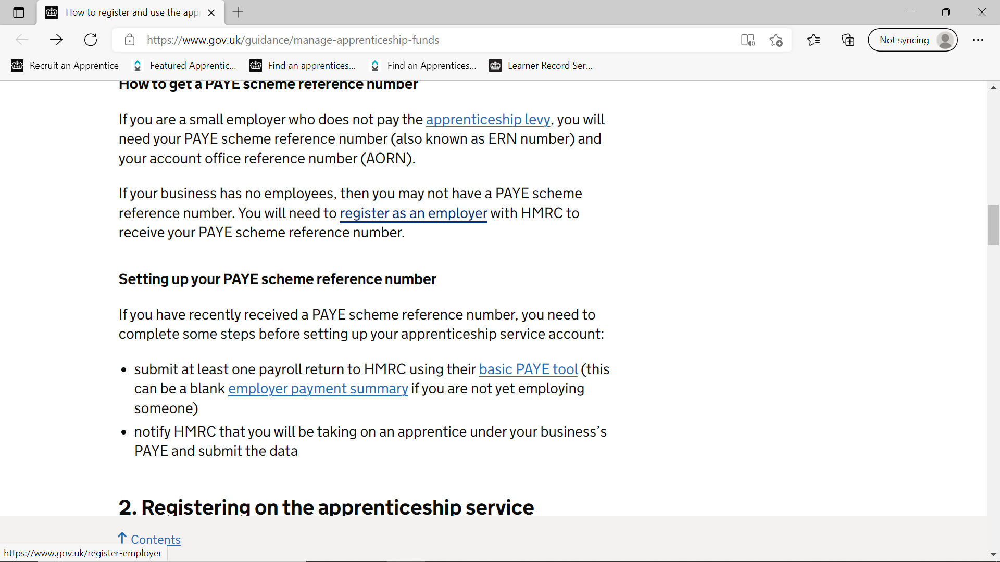 How to register and use the app
https://www.gov.uk/guidance/manage-apprenticeship-funds
Not syncing
Recruit an Apprentice
Featured Apprentic...
Find an apprentices...
Find an Apprentices...
Learner Record Ser...
How to get a PAYE scheme reference number
If you are a small employer who does not pay the apprenticeship levy, you will
need your PAYE scheme reference number (also known as ERN number) and
your account office reference number (AORN).
If your business has no employees, then you may not have a PAYE scheme
reference number. You will need to register as an employer with HMRC to
receive your PAYE scheme reference number.
Setting up your PAYE scheme reference number
If you have recently received a PAYE scheme reference number, you need to
complete some steps before setting up your apprenticeship service account:
• submit at least one payroll return to HMRC using their basic PAYE tool (this
can be a blank employer payment summary if you are not yet employing
someone)
• notify HMRC that you will be taking on an apprentice under your business’s
PAYE and submit the data
2. Registering on the apprenticeship service
↑ Contents
https://www.gov.uk/register-employer